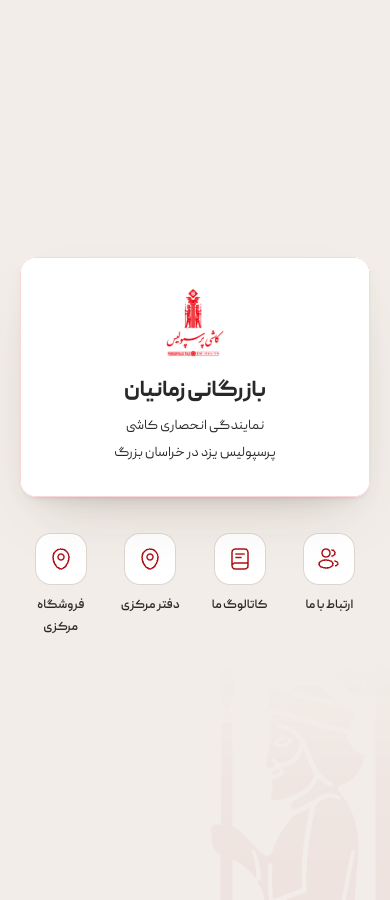 کاشی پرسپولیس
بازرگانی زمانیان
نمایندگی انحصاری کاشی
پرسپولیس یزد در خراسان بزرگ
ارتباط با ما
کاتالوگ ما
دفتر مرکزی
فروشگاه
مرکزی